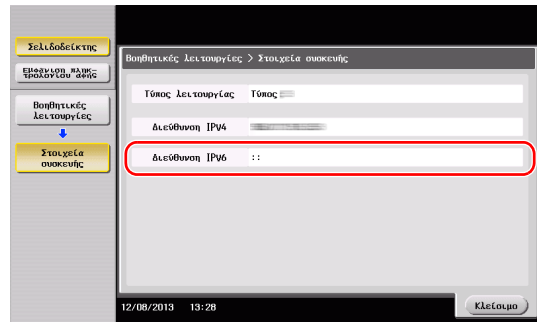 Σελιδοδείκτης
Εμφάνιση πληκ-
τρολογίου αφής
Βοηθητικές
λειτουργίες
Στοιχεία
συσκευής
Βοηθητικές λειτουργίες > Στοιχεία συσκευής
Τύπος λειτουργίας Τύπος
Διεύθυνση IPv4
Διεύθυνση IPv6 ::
12/08/2013 13:28
Κλείσιμο